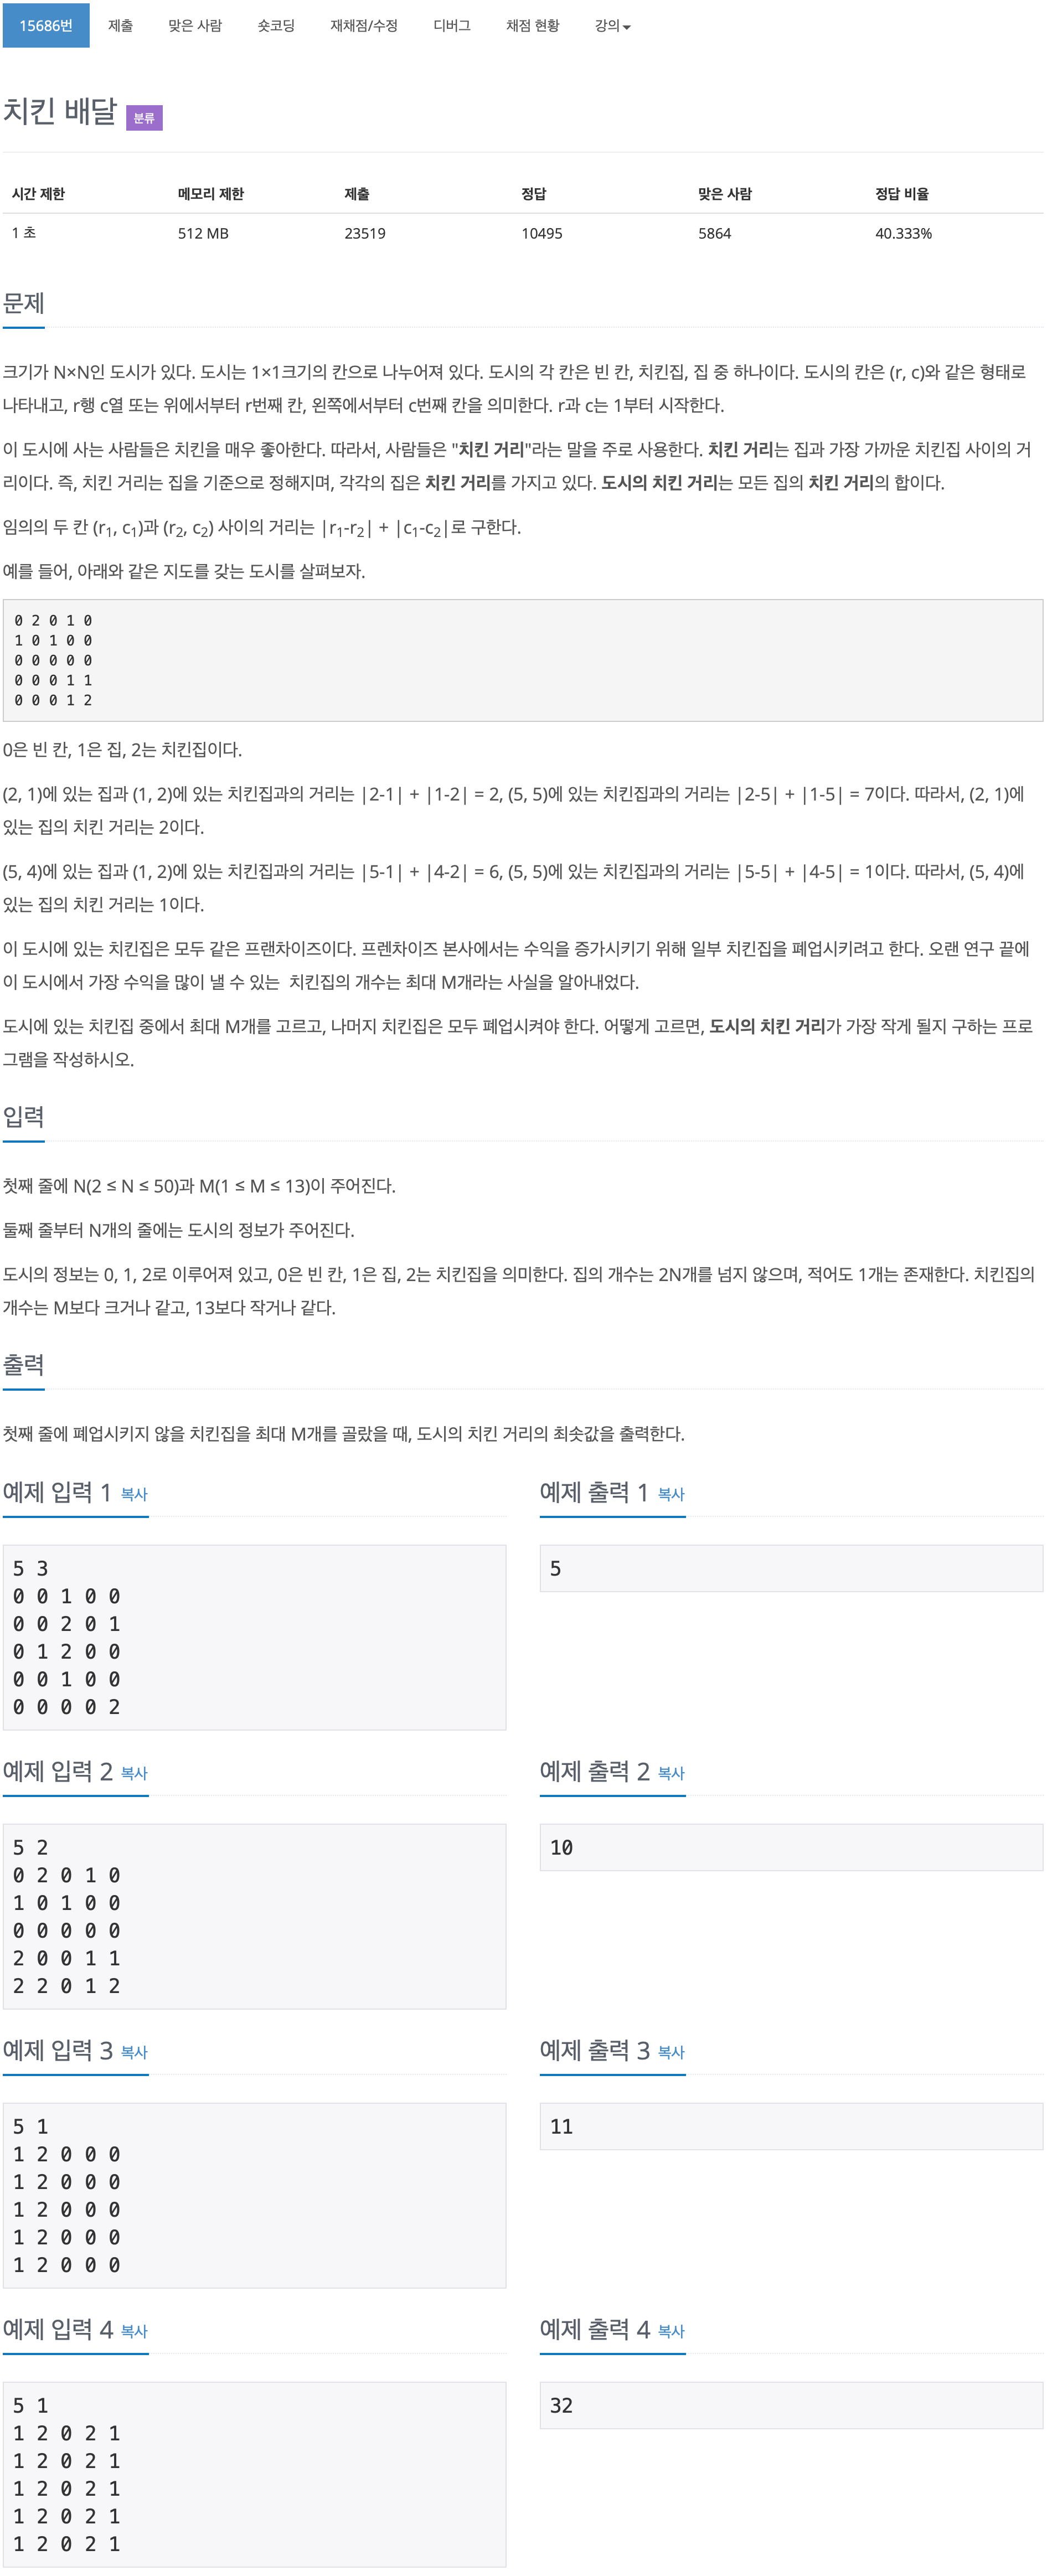 15686번 제출 맞은 사람 숏코딩 재채점/수정 디버그 채점 현황 강의
치킨 배달 분류
시간 제한 메모리 제한 제출 정답 맞은 사람 정답 비율
1 초 512 MB 23519 10495 5864 40.333%
문제
크기가 N×N인 도시가 있다. 도시는 1×1크기의 칸으로 나누어져 있다. 도시의 각 칸은 빈 칸, 치킨집, 집 중 하나이다. 도시의 칸은 (r, c)와 같은 형태로
나타내고, r행 c열 또는 위에서부터 r번째 칸, 왼쪽에서부터 c번째 칸을 의미한다. r과 c는 1부터 시작한다.
이 도시에 사는 사람들은 치킨을 매우 좋아한다. 따라서, 사람들은 "치킨 거리"라는 말을 주로 사용한다. 치킨 거리는 집과 가장 가까운 치킨집 사이의 거
리이다. 즉, 치킨 거리는 집을 기준으로 정해지며, 각각의 집은 치킨 거리를 가지고 있다. 도시의 치킨 거리는 모든 집의 치킨 거리의 합이다.
임의의 두 칸 (r₁, c₁)과 (r₂, c₂) 사이의 거리는 |r₁-r₂| + |c₁-c₂|로 구한다.
예를 들어, 아래와 같은 지도를 갖는 도시를 살펴보자.
0 2 0 1 0
1 0 1 0 0
0 0 0 0 0
0 0 0 1 1
0 0 0 1 2
0은 빈 칸, 1은 집, 2는 치킨집이다.
(2, 1)에 있는 집과 (1, 2)에 있는 치킨집과의 거리는 |2-1| + |1-2| = 2, (5, 5)에 있는 치킨집과의 거리는 |2-5| + |1-5| = 7이다. 따라서, (2, 1)에
있는 집의 치킨 거리는 2이다.
(5, 4)에 있는 집과 (1, 2)에 있는 치킨집과의 거리는 |5-1| + |4-2| = 6, (5, 5)에 있는 치킨집과의 거리는 |5-5| + |4-5| = 1이다. 따라서, (5, 4)에
있는 집의 치킨 거리는 1이다.
이 도시에 있는 치킨집은 모두 같은 프랜차이즈이다. 프렌차이즈 본사에서는 수익을 증가시키기 위해 일부 치킨집을 폐업시키려고 한다. 오랜 연구 끝에
이 도시에서 가장 수익을 많이 낼 수 있는 치킨집의 개수는 최대 M개라는 사실을 알아내었다.
도시에 있는 치킨집 중에서 최대 M개를 고르고, 나머지 치킨집은 모두 폐업시켜야 한다. 어떻게 고르면, 도시의 치킨 거리가 가장 작게 될지 구하는 프로
그램을 작성하시오.
입력
첫째 줄에 N(2 ≤ N ≤ 50)과 M(1 ≤ M ≤ 13)이 주어진다.
둘째 줄부터 N개의 줄에는 도시의 정보가 주어진다.
도시의 정보는 0, 1, 2로 이루어져 있고, 0은 빈 칸, 1은 집, 2는 치킨집을 의미한다. 집의 개수는 2N개를 넘지 않으며, 적어도 1개는 존재한다. 치킨집의
개수는 M보다 크거나 같고, 13보다 작거나 같다.
출력
첫째 줄에 폐업시키지 않을 치킨집을 최대 M개를 골랐을 때, 도시의 치킨 거리의 최솟값을 출력한다.
예제 입력 1 복사
5 3
0 0 1 0 0
0 0 2 0 1
0 1 2 0 0
0 0 1 0 0
0 0 0 0 2
예제 출력 1 복사
5
예제 입력 2 복사
5 2
0 2 0 1 0
1 0 1 0 0
0 0 0 0 0
2 0 0 1 1
2 2 0 1 2
예제 출력 2 복사
10
예제 입력 3 복사
5 1
1 2 0 0 0
1 2 0 0 0
1 2 0 0 0
1 2 0 0 0
1 2 0 0 0
예제 출력 3 복사
11
예제 입력 4 복사
5 1
1 2 0 2 1
1 2 0 2 1
1 2 0 2 1
1 2 0 2 1
1 2 0 2 1
예제 출력 4 복사
32